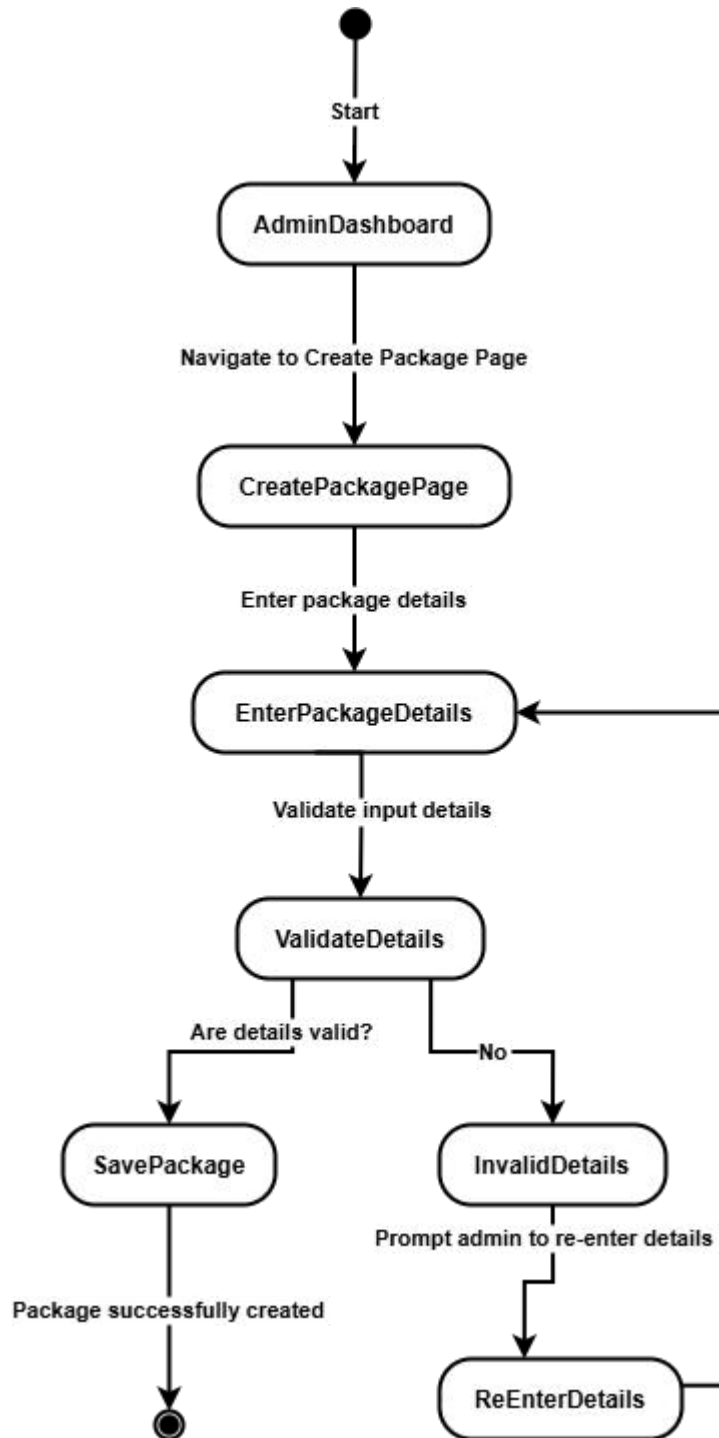 Start
AdminDashboard
Navigate to Create Package Page
CreatePackagePage
Enter package details
EnterPackageDetails
Validate input details
ValidateDetails
Are details valid?
No
SavePackage
InvalidDetails
Prompt admin to re-enter details
Package successfully created
ReEnterDetails